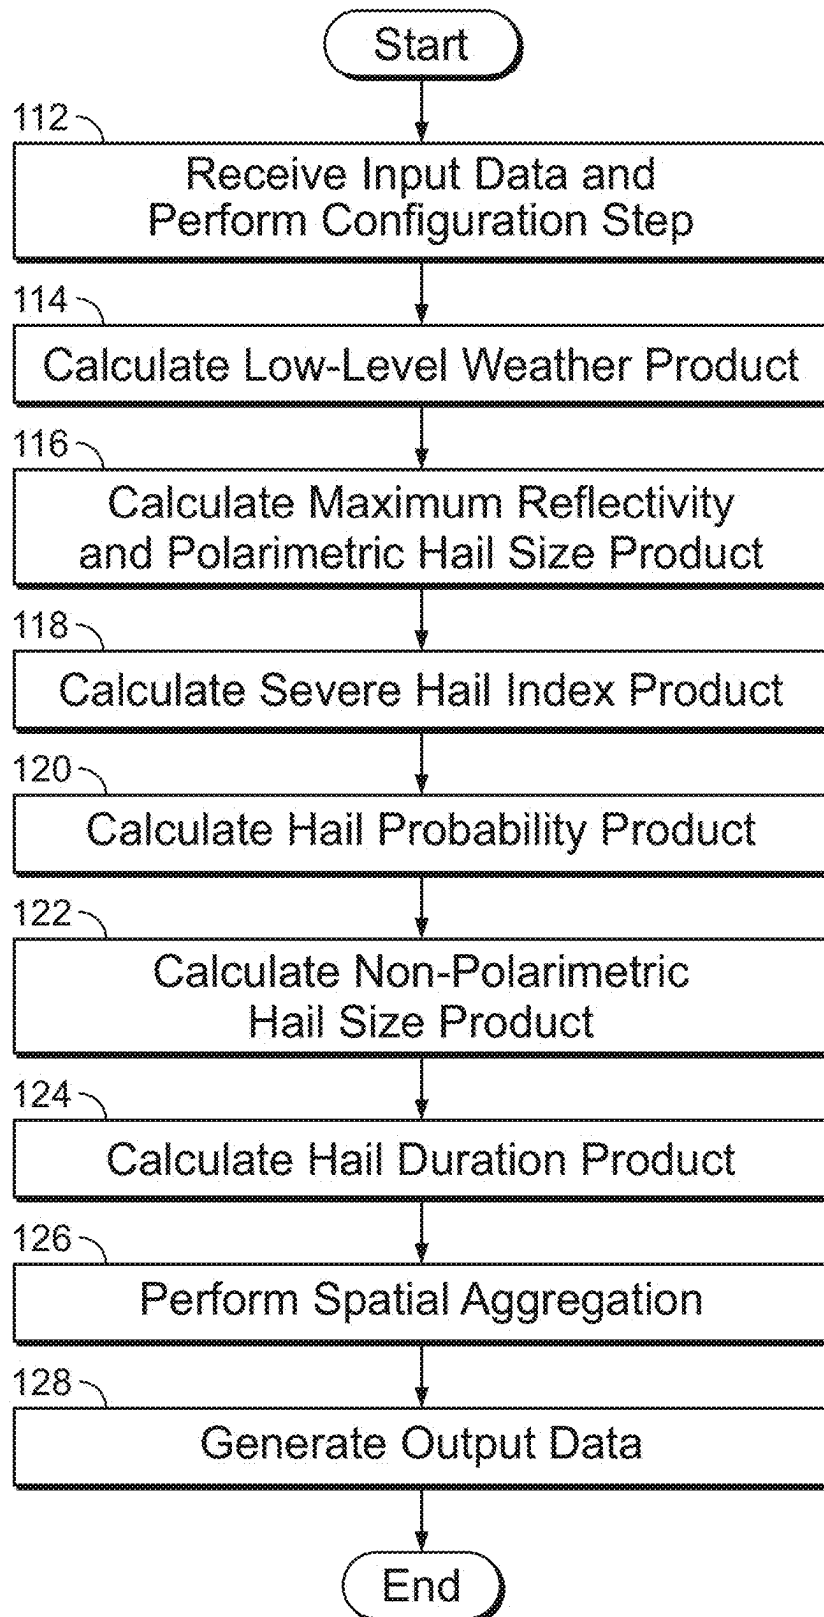 Start
112
Receive Input Data and
Perform Configuration Step
114
Calculate Low-Level Weather Product
116
Calculate Maximum Reflectivity
and Polarimetric Hail Size Product
118
Calculate Severe Hail Index Product
120
Calculate Hail Probability Product
122
Calculate Non-Polarimetric
Hail Size Product
124
Calculate Hail Duration Product
126
Perform Spatial Aggregation
128
Generate Output Data
End